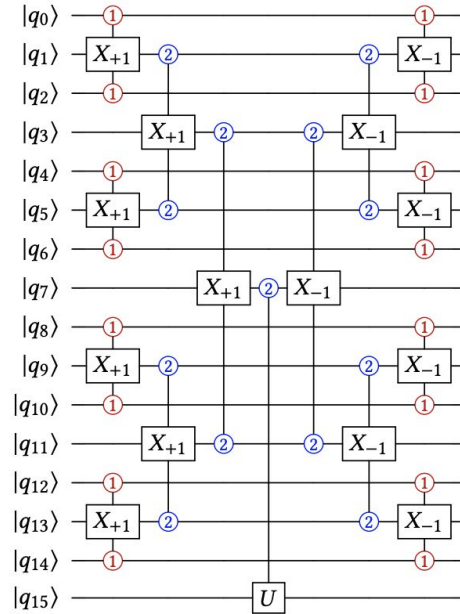 |q₀⟩ ① ①
|q₁⟩ X₊₁ ② ② X₋₁
|q₂⟩ ① ①
|q₃⟩ X₊₁ ② ② X₋₁
|q₄⟩ ① ①
|q₅⟩ X₊₁ ② ② X₋₁
|q₆⟩ ① ①
|q₇⟩ X₊₁ ② X₋₁
|q₈⟩ ① ①
|q₉⟩ X₊₁ ② ② X₋₁
|q₁₀⟩ ① ①
|q₁₁⟩ X₊₁ ② ② X₋₁
|q₁₂⟩ ① ①
|q₁₃⟩ X₊₁ ② ② X₋₁
|q₁₄⟩ ① ①
|q₁₅⟩ U